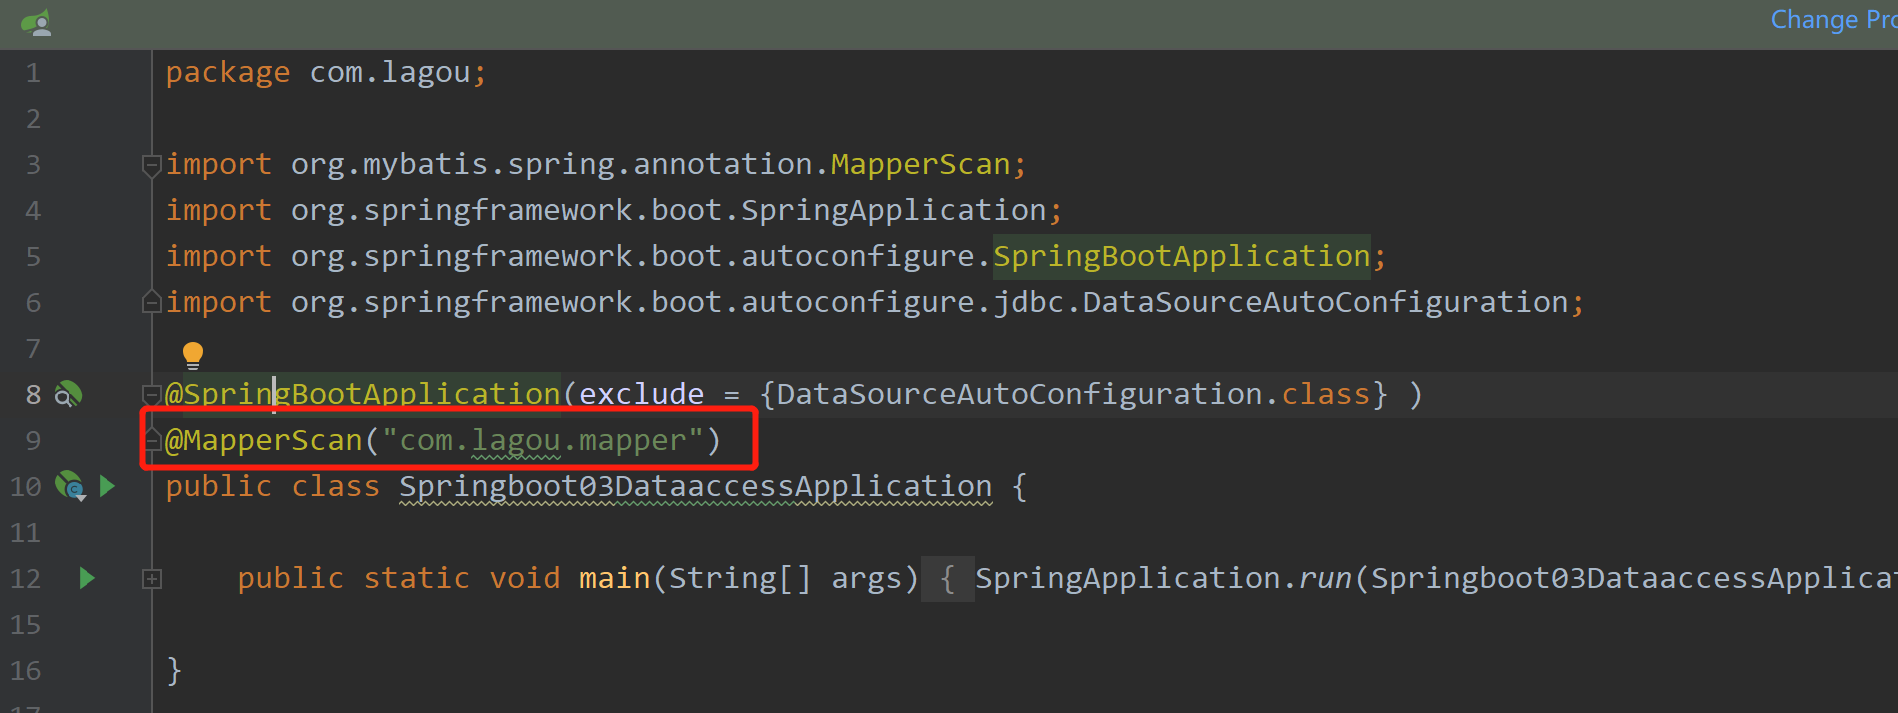 Change Pro
1 package com.lagou;
2
3 import org.mybatis.spring.annotation.MapperScan;
4 import org.springframework.boot.SpringApplication;
5 import org.springframework.boot.autoconfigure.SpringBootApplication;
6 import org.springframework.boot.autoconfigure.jdbc.DataSourceAutoConfiguration;
7
8 @SpringBootApplication(exclude = {DataSourceAutoConfiguration.class} )
9 @MapperScan("com.lagou.mapper")
10 public class Springboot03DataaccessApplication {
11
12 public static void main(String[] args) { SpringApplication.run(Springboot03DataaccessApplicat
15
16 }
17